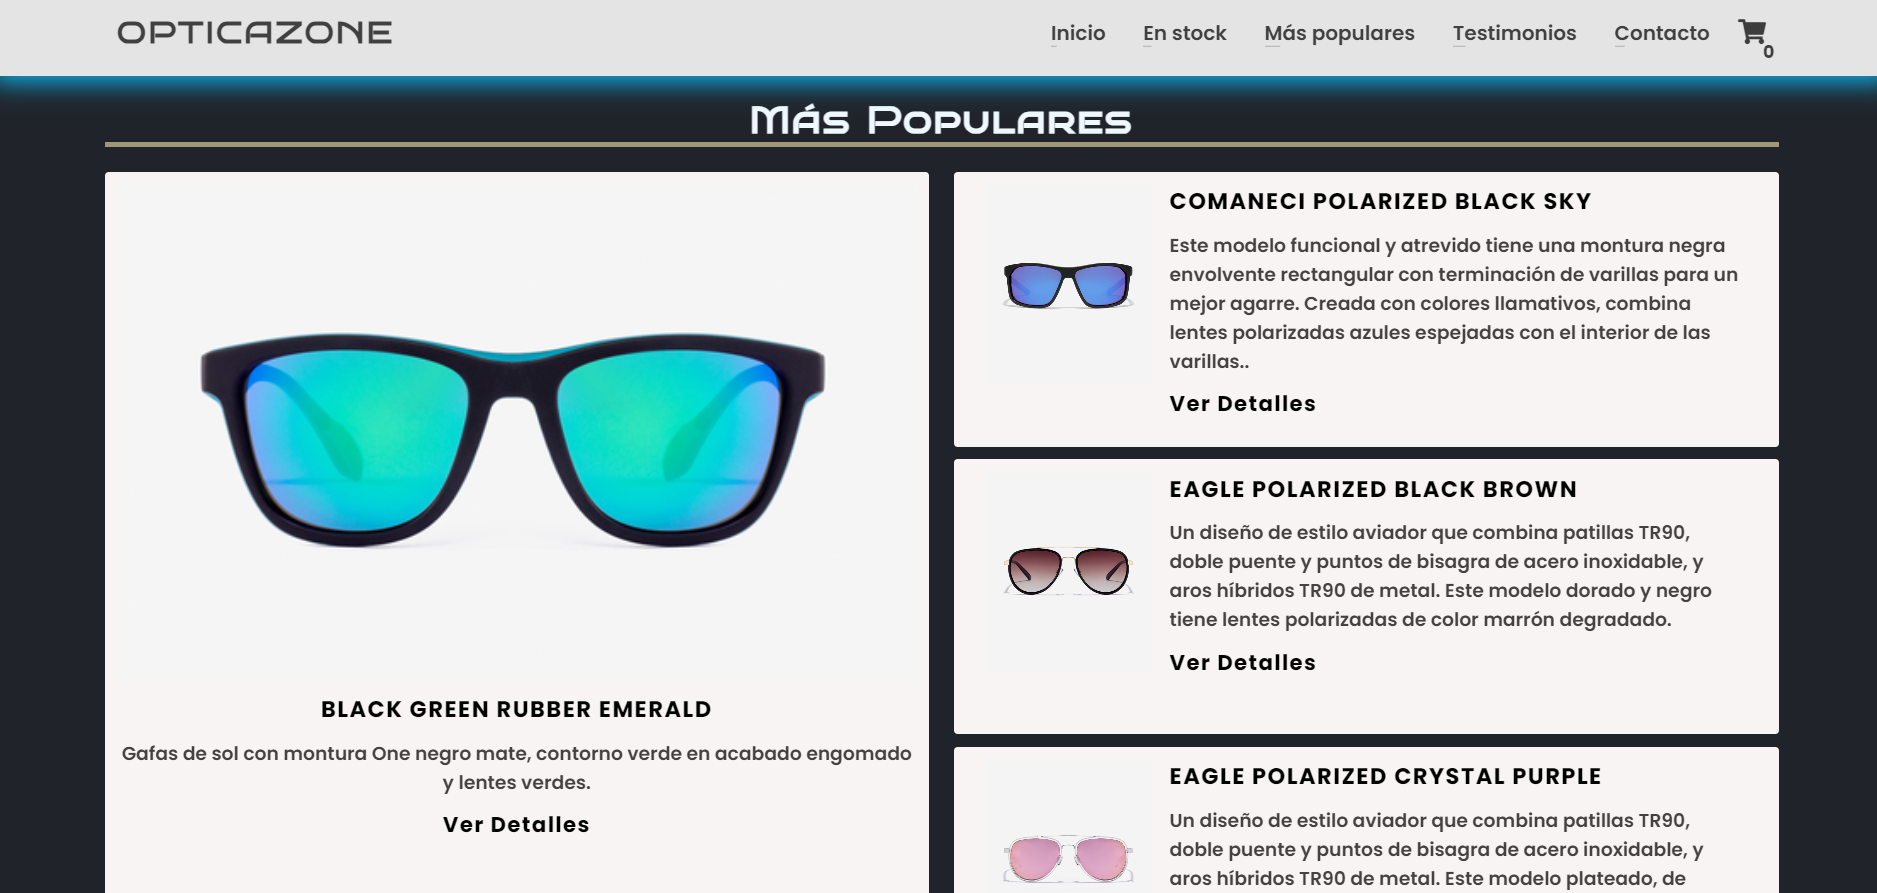 OPTICAZONE
Inicio
En stock
Más populares
Testimonios
Contacto
0
Más Populares
BLACK GREEN RUBBER EMERALD
Gafas de sol con montura One negro mate, contorno verde en acabado engomado
y lentes verdes.
Ver Detalles
COMANECI POLARIZED BLACK SKY
Este modelo funcional y atrevido tiene una montura negra
envolvente rectangular con terminación de varillas para un
mejor agarre. Creada con colores llamativos, combina
lentes polarizadas azules espejadas con el interior de las
varillas..
Ver Detalles
EAGLE POLARIZED BLACK BROWN
Un diseño de estilo aviador que combina patillas TR90,
doble puente y puntos de bisagra de acero inoxidable, y
aros híbridos TR90 de metal. Este modelo dorado y negro
tiene lentes polarizadas de color marrón degradado.
Ver Detalles
EAGLE POLARIZED CRYSTAL PURPLE
Un diseño de estilo aviador que combina patillas TR90,
doble puente y puntos de bisagra de acero inoxidable, y
aros híbridos TR90 de metal. Este modelo plateado, de